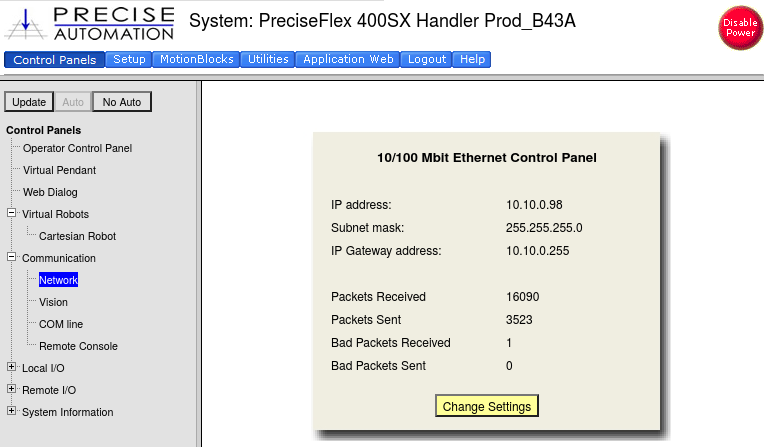 PRECISE
AUTOMATION
System: PreciseFlex 400SX Handler Prod_B43A
Disable
Power
Control Panels Setup MotionBlocks Utilities Application Web Logout Help
Update Auto No Auto
Control Panels
Operator Control Panel
Virtual Pendant
Web Dialog
Virtual Robots
Cartesian Robot
Communication
Network
Vision
COM line
Remote Console
Local I/O
Remote I/O
System Information
10/100 Mbit Ethernet Control Panel
IP address: 10.10.0.98
Subnet mask: 255.255.255.0
IP Gateway address: 10.10.0.255
Packets Received 16090
Packets Sent 3523
Bad Packets Received 1
Bad Packets Sent 0
Change Settings